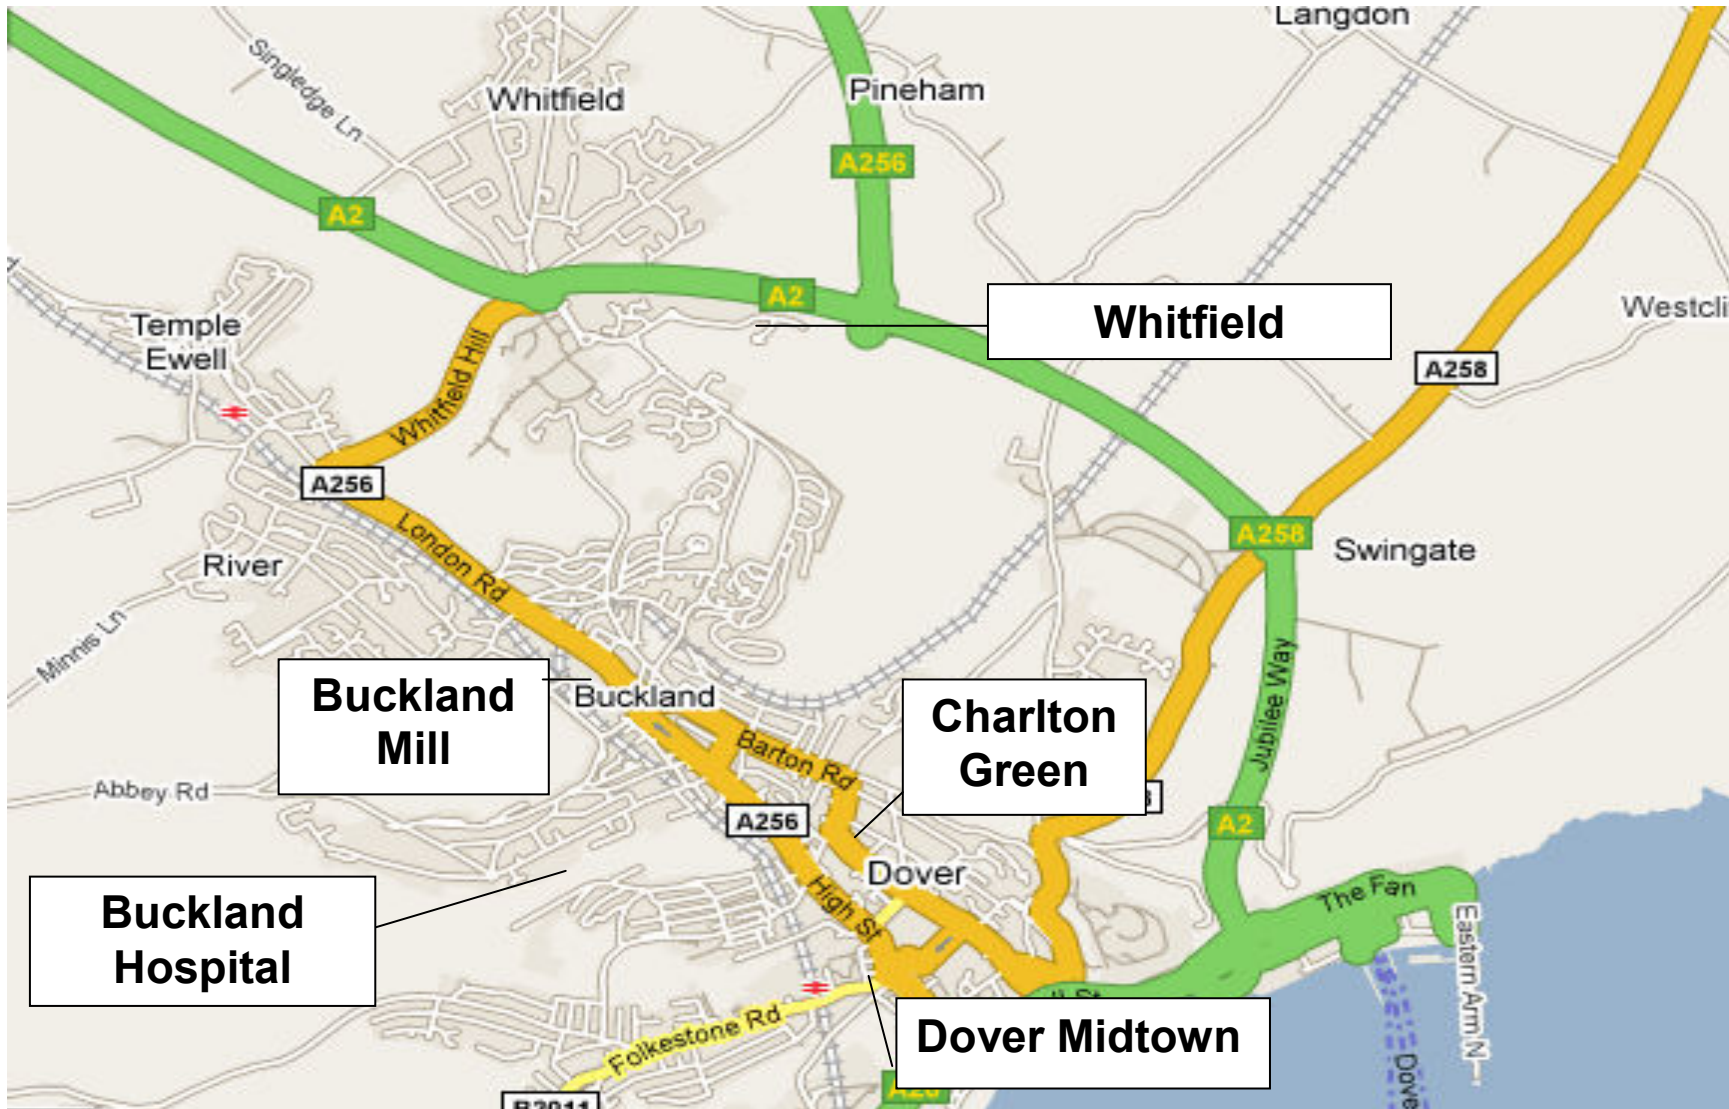 Langdon
Singledge Ln
Whitfield
Pineham
A256
A2
A2
Whitfield
Westcli
Temple
Ewell
Whitfield Hill
A258
A256
London Rd
A258
Swingate
River
Minnis Ln
Buckland
Mill
Buckland
Charlton
Green
Jubilee Way
Barton Rd
Abbey Rd
A256
A2
Dover
High St
The Fan
Buckland
Hospital
Eastern Arm N
Folkestone Rd
Dover Midtown
Dove
B2011